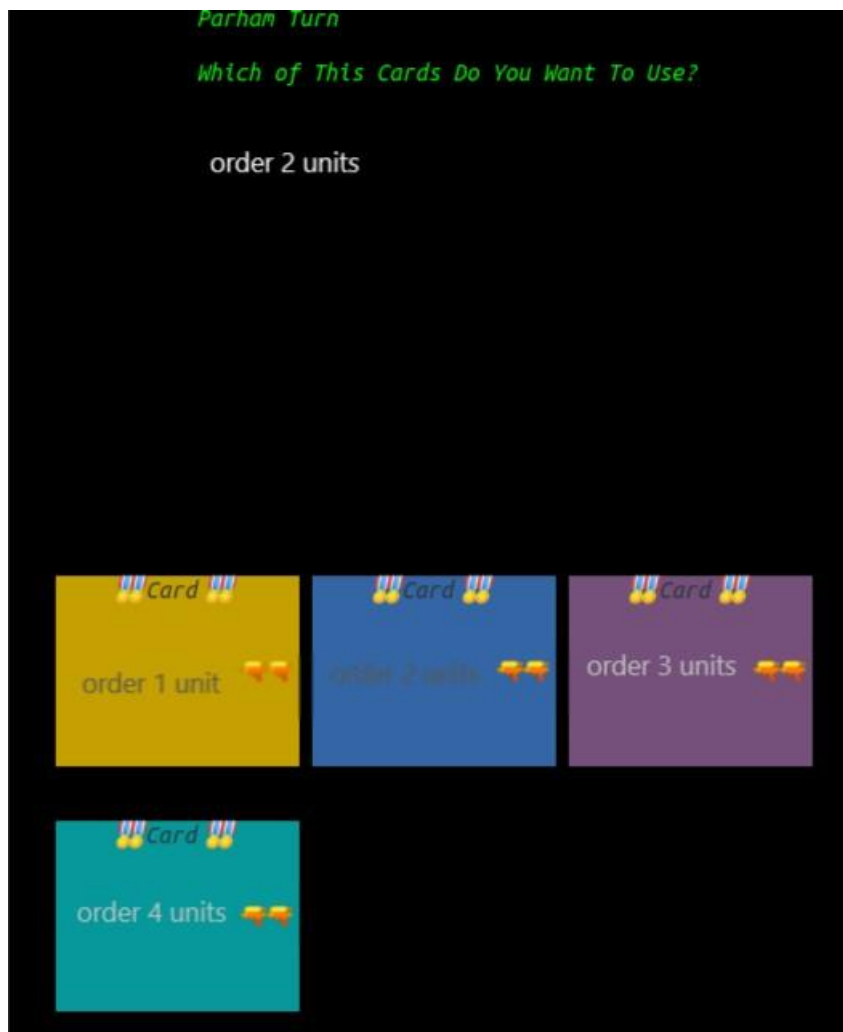 Parham Turn
Which of This Cards Do You Want To Use?
order 2 units
Card
Card
Card
order 1 unit
order 2 units
order 3 units
Card
order 4 units